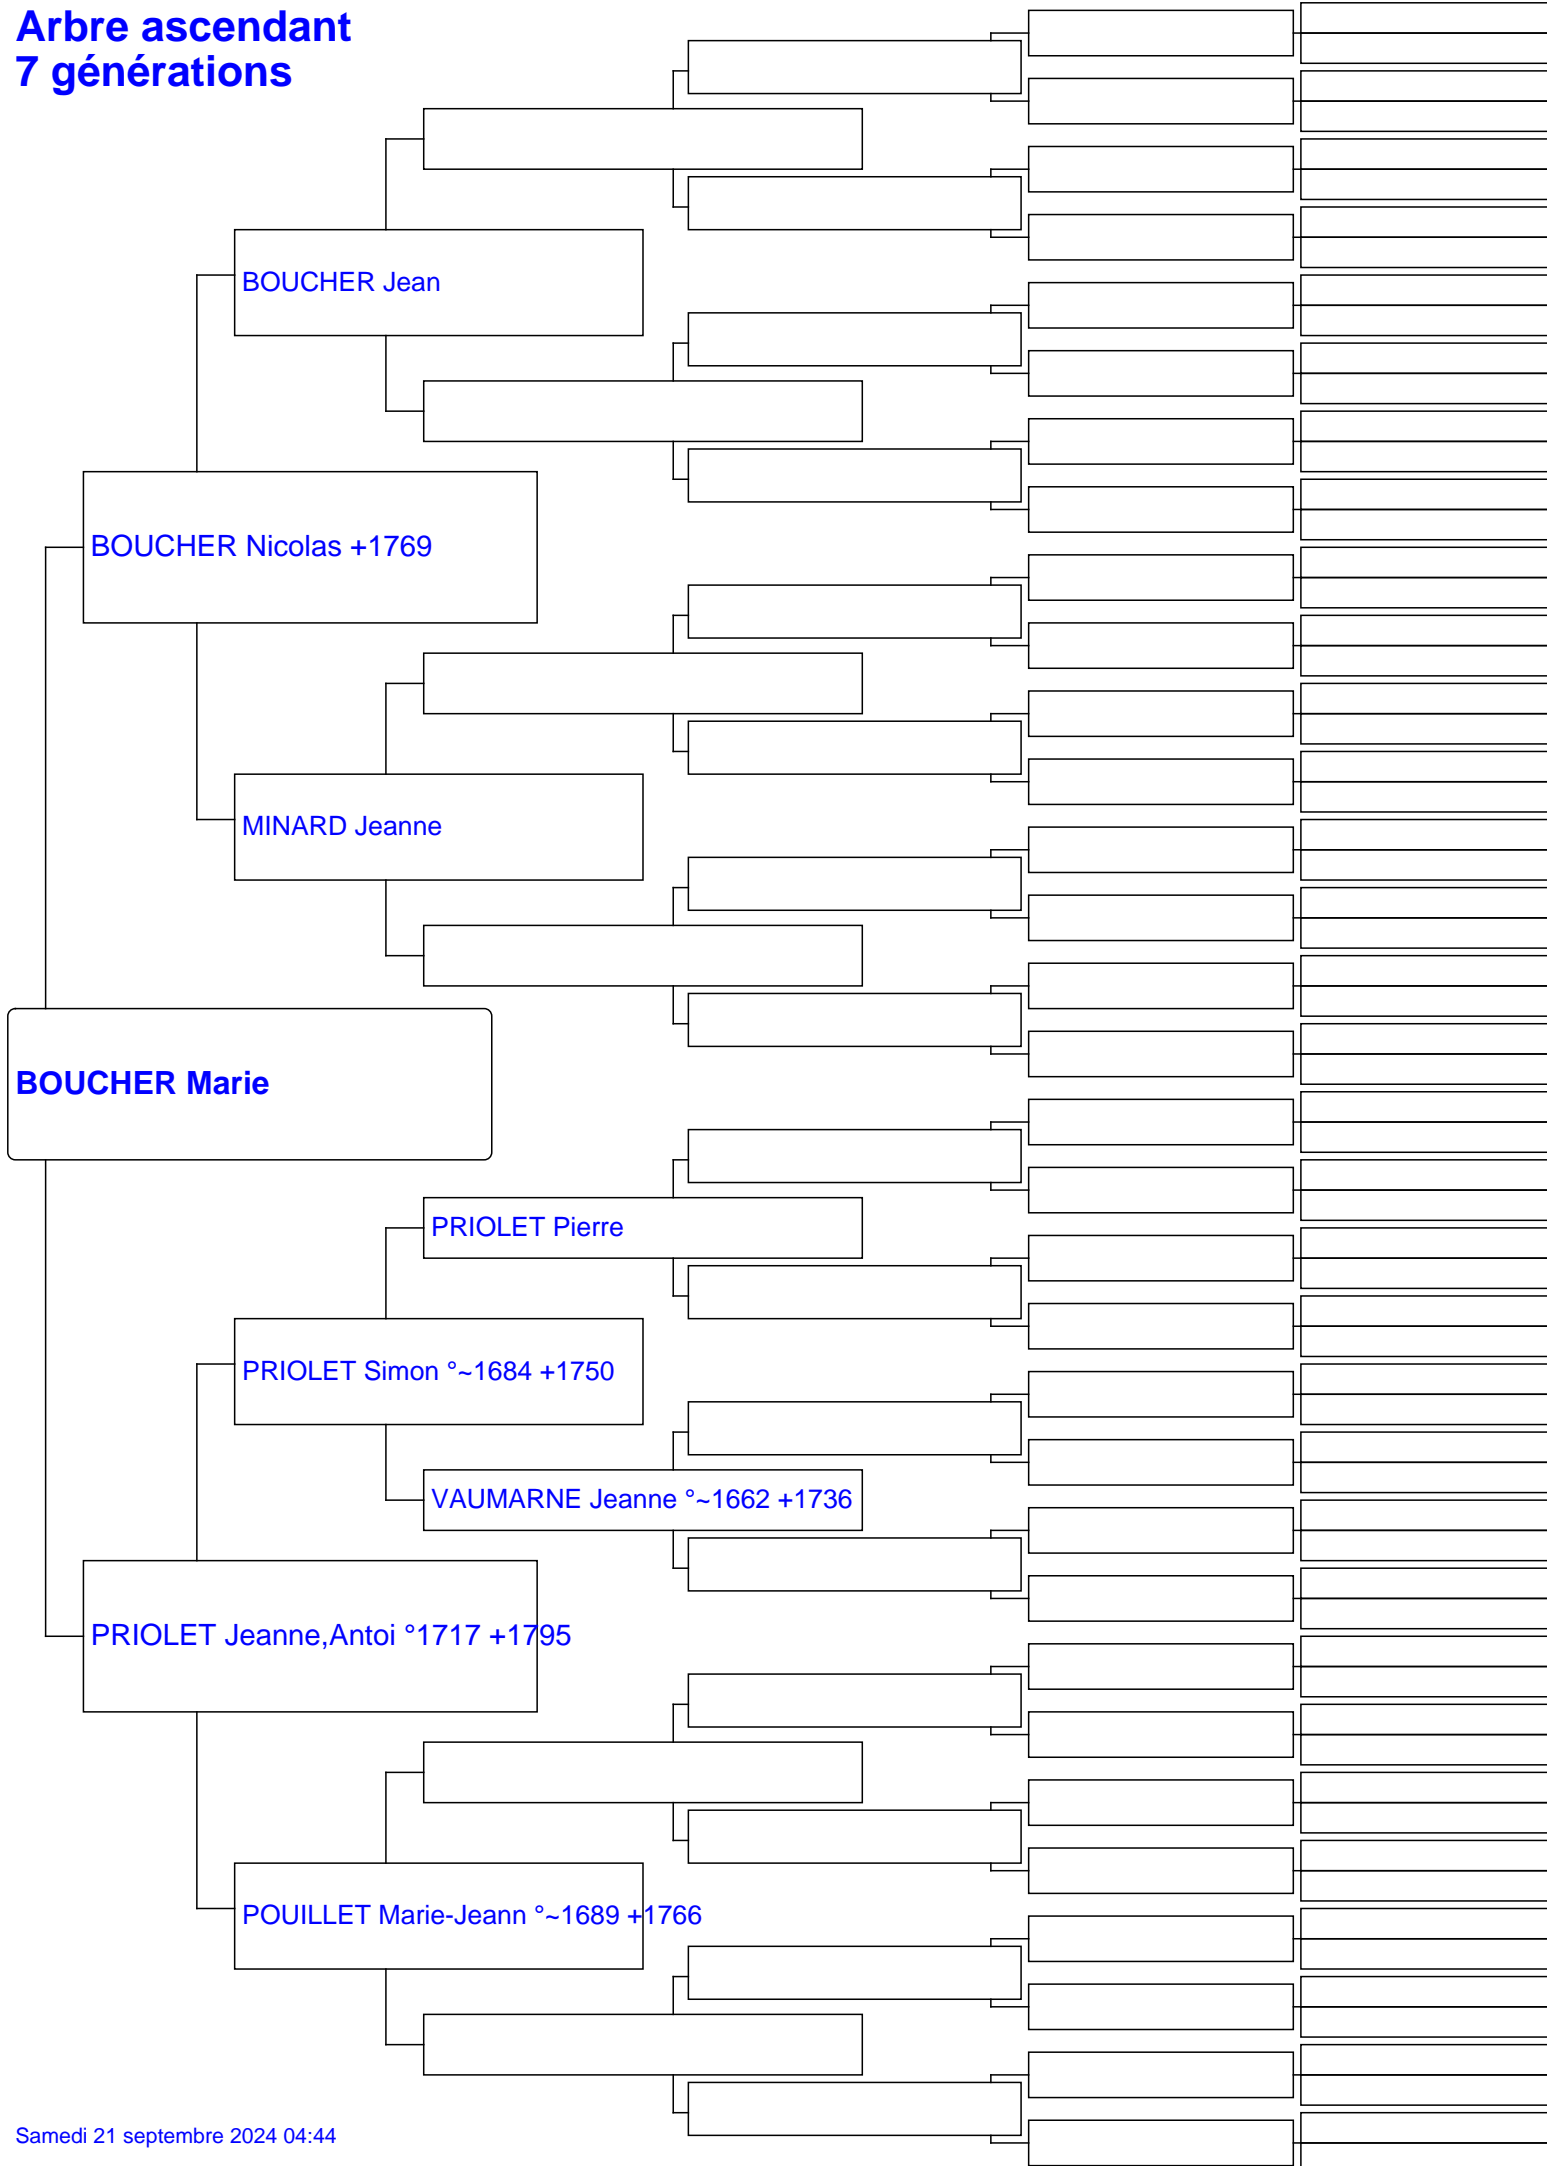 Arbre ascendant
7 générations
BOUCHER Jean
BOUCHER Nicolas +1769
MINARD Jeanne
BOUCHER Marie
PRIOLET Pierre
PRIOLET Simon °~1684 +1750
VAUMARNE Jeanne °~1662 +1736
PRIOLET Jeanne,Antoi °1717 +1795
POUILLET Marie-Jeann °~1689 +1766
Samedi 21 septembre 2024 04:44